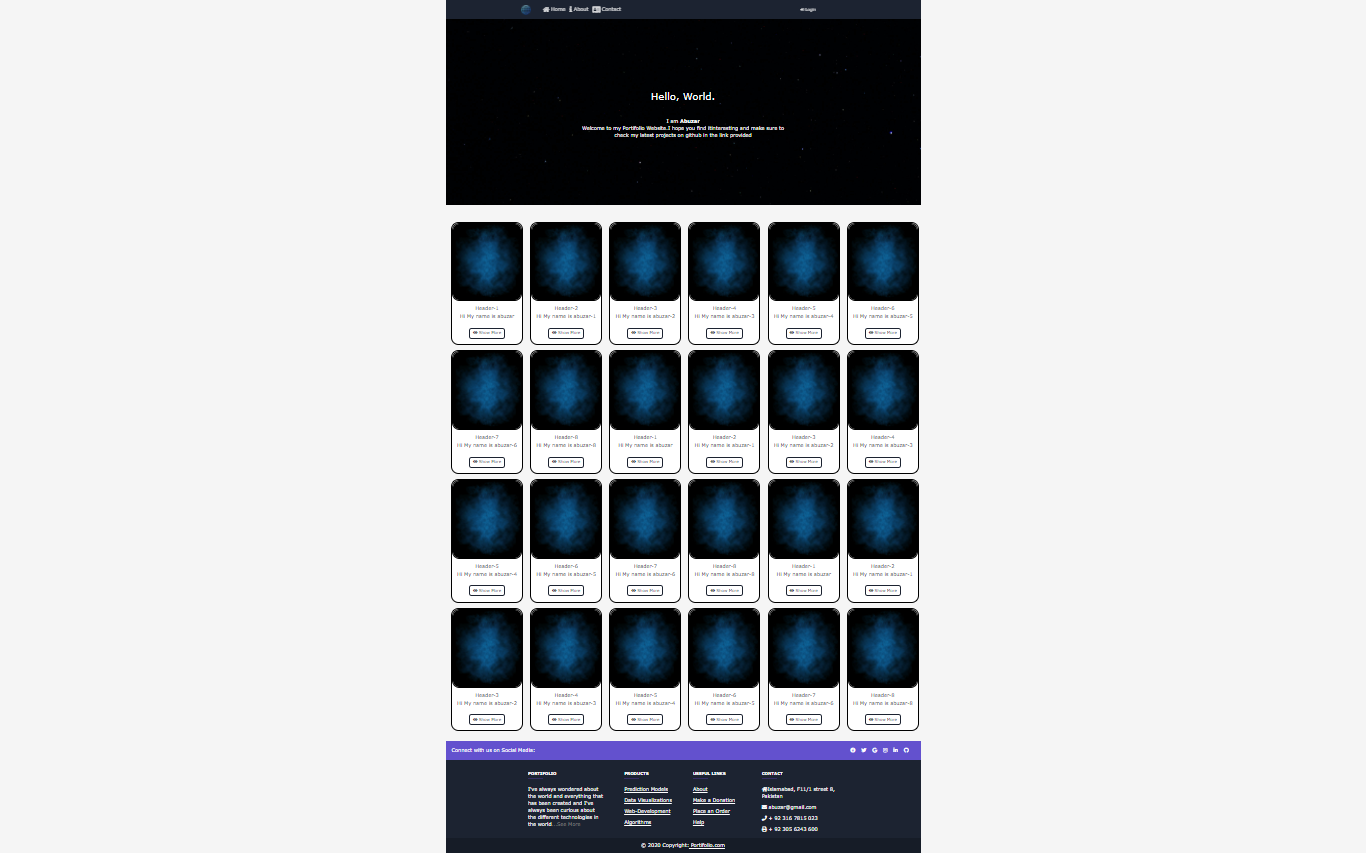 Home About Contact Login
Hello, World.
I am Abuzar
Welcome to my Portifolio Website.I hope you find itinteresting and make sure to
check my latest projects on github in the link provided
Header-1 Header-2 Header-3 Header-4 Header-5 Header-6
Hi My name is abuzar Hi My name is abuzar-1 Hi My name is abuzar-2 Hi My name is abuzar-3 Hi My name is abuzar-4 Hi My name is abuzar-5
Show More Show More Show More Show More Show More Show More
Header-7 Header-8 Header-1 Header-2 Header-3 Header-4
Hi My name is abuzar-6 Hi My name is abuzar-8 Hi My name is abuzar Hi My name is abuzar-1 Hi My name is abuzar-2 Hi My name is abuzar-3
Show More Show More Show More Show More Show More Show More
Header-5 Header-6 Header-7 Header-8 Header-1 Header-2
Hi My name is abuzar-4 Hi My name is abuzar-5 Hi My name is abuzar-6 Hi My name is abuzar-8 Hi My name is abuzar Hi My name is abuzar-1
Show More Show More Show More Show More Show More Show More
Header-3 Header-4 Header-5 Header-6 Header-7 Header-8
Hi My name is abuzar-2 Hi My name is abuzar-3 Hi My name is abuzar-4 Hi My name is abuzar-5 Hi My name is abuzar-6 Hi My name is abuzar-8
Show More Show More Show More Show More Show More Show More
Connect with us on Social Media:
PORTIFOLIO
I've always wondered about
the world and everything that
has been created and I've
always been curious about
the different technologies in
the world...See More
PRODUCTS
Prediction Models
Data Visualizations
Web-Development
Algorithms
USEFUL LINKS
About
Make a Donation
Place an Order
Help
CONTACT
Islamabad, F11/1 street 8,
Pakistan
abuzar@gmail.com
+ 92 316 7815 023
+ 92 305 6243 600
© 2020 Copyright: Portifolio.com